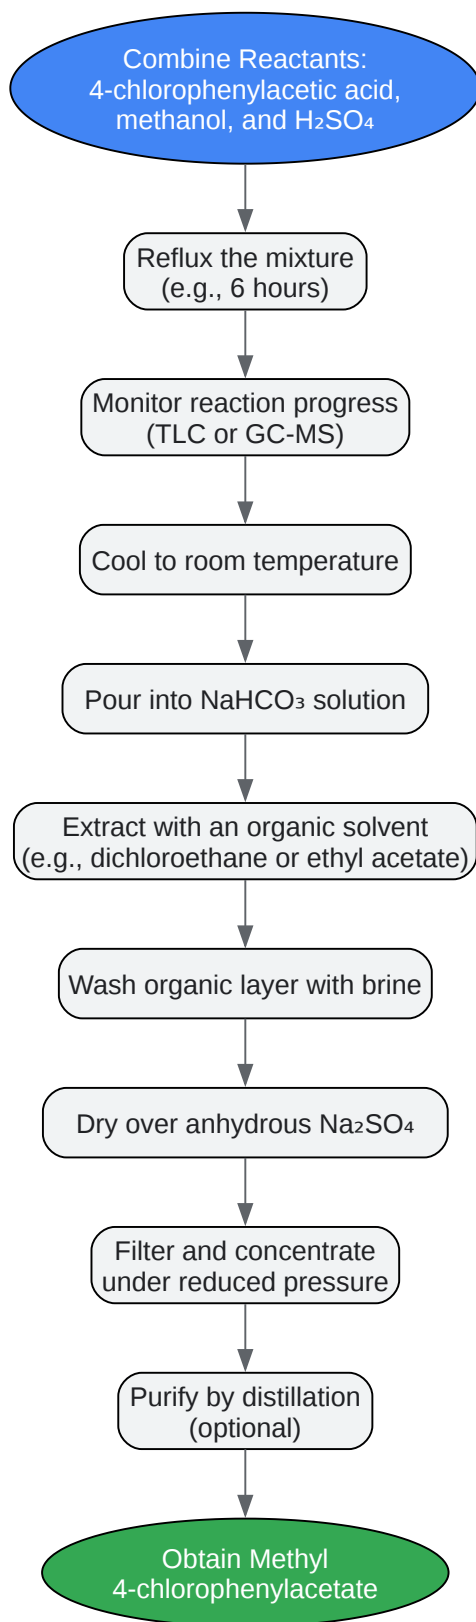 Combine Reactants:
4-chlorophenylacetic acid,
methanol, and H₂SO₄
Reflux the mixture
(e.g., 6 hours)
Monitor reaction progress
(TLC or GC-MS)
Cool to room temperature
Pour into NaHCO₃ solution
Extract with an organic solvent
(e.g., dichloroethane or ethyl acetate)
Wash organic layer with brine
Dry over anhydrous Na₂SO₄
Filter and concentrate
under reduced pressure
Purify by distillation
(optional)
Obtain Methyl
4-chlorophenylacetate